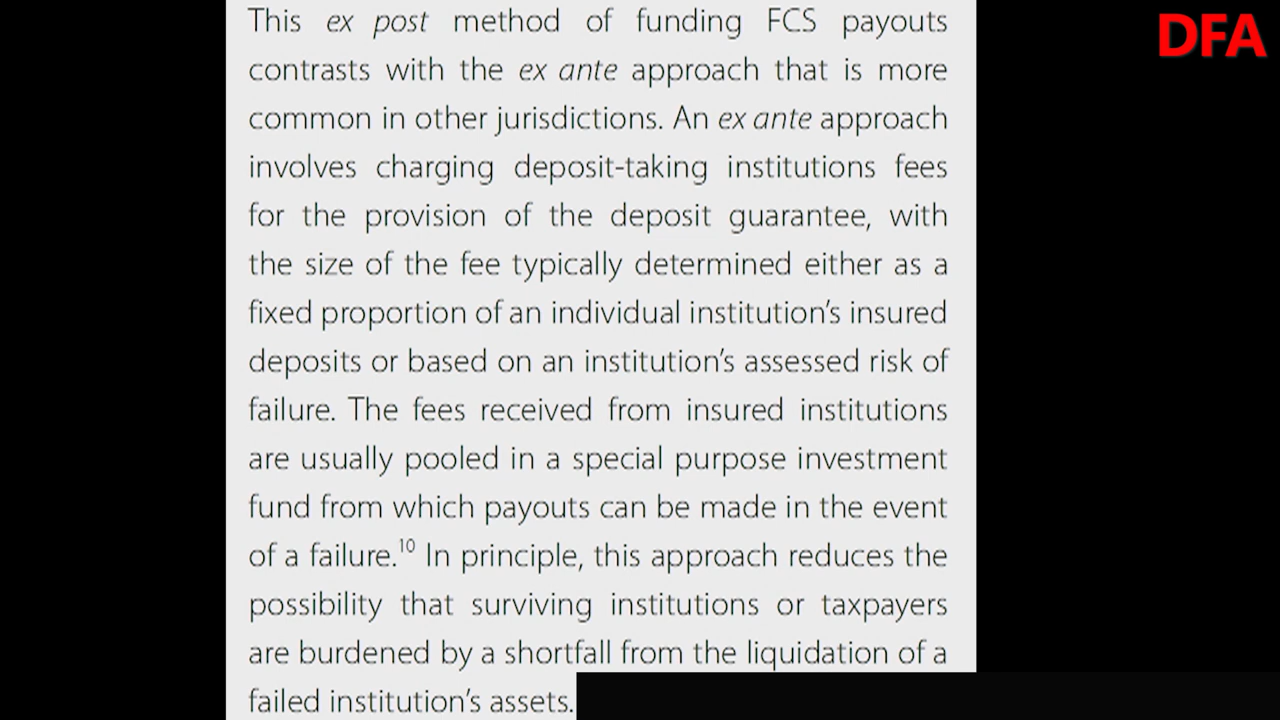 This ex post method of funding FCS payouts
contrasts with the ex ante approach that is more
common in other jurisdictions. An ex ante approach
involves charging deposit-taking institutions fees
for the provision of the deposit guarantee, with
the size of the fee typically determined either as a
fixed proportion of an individual institution’s insured
deposits or based on an institution’s assessed risk of
failure. The fees received from insured institutions
are usually pooled in a special purpose investment
fund from which payouts can be made in the event
of a failure.10 In principle, this approach reduces the
possibility that surviving institutions or taxpayers
are burdened by a shortfall from the liquidation of a
failed institution’s assets.
DFA